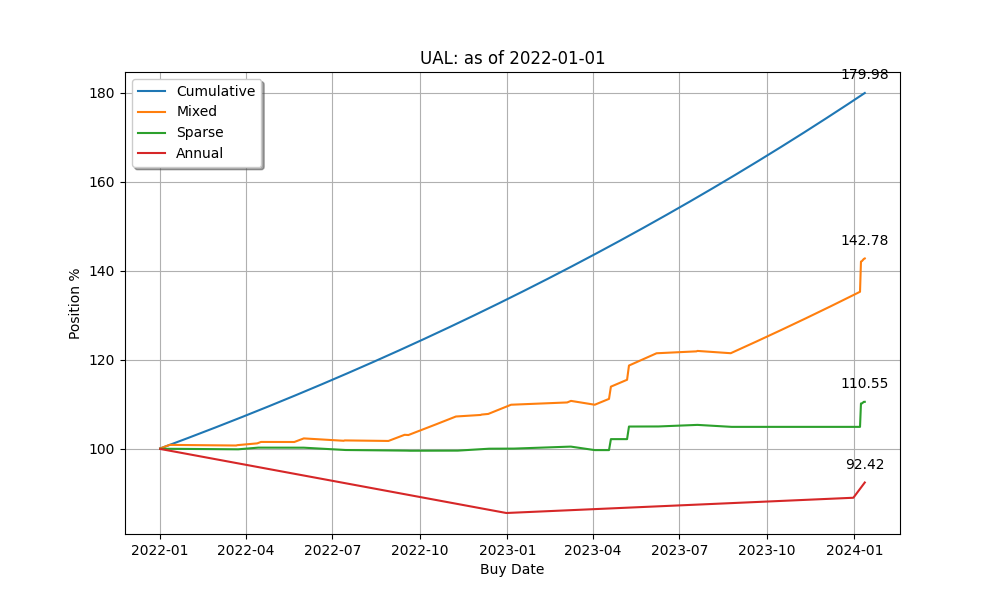 UAL: as of 2022-01-01
179.98
Cumulative
Mixed
Sparse
Annual
180
160
142.78
140
Position %
120
110.55
100
92.42
2022-01 2022-04 2022-07 2022-10 2023-01 2023-04 2023-07 2023-10 2024-01
Buy Date